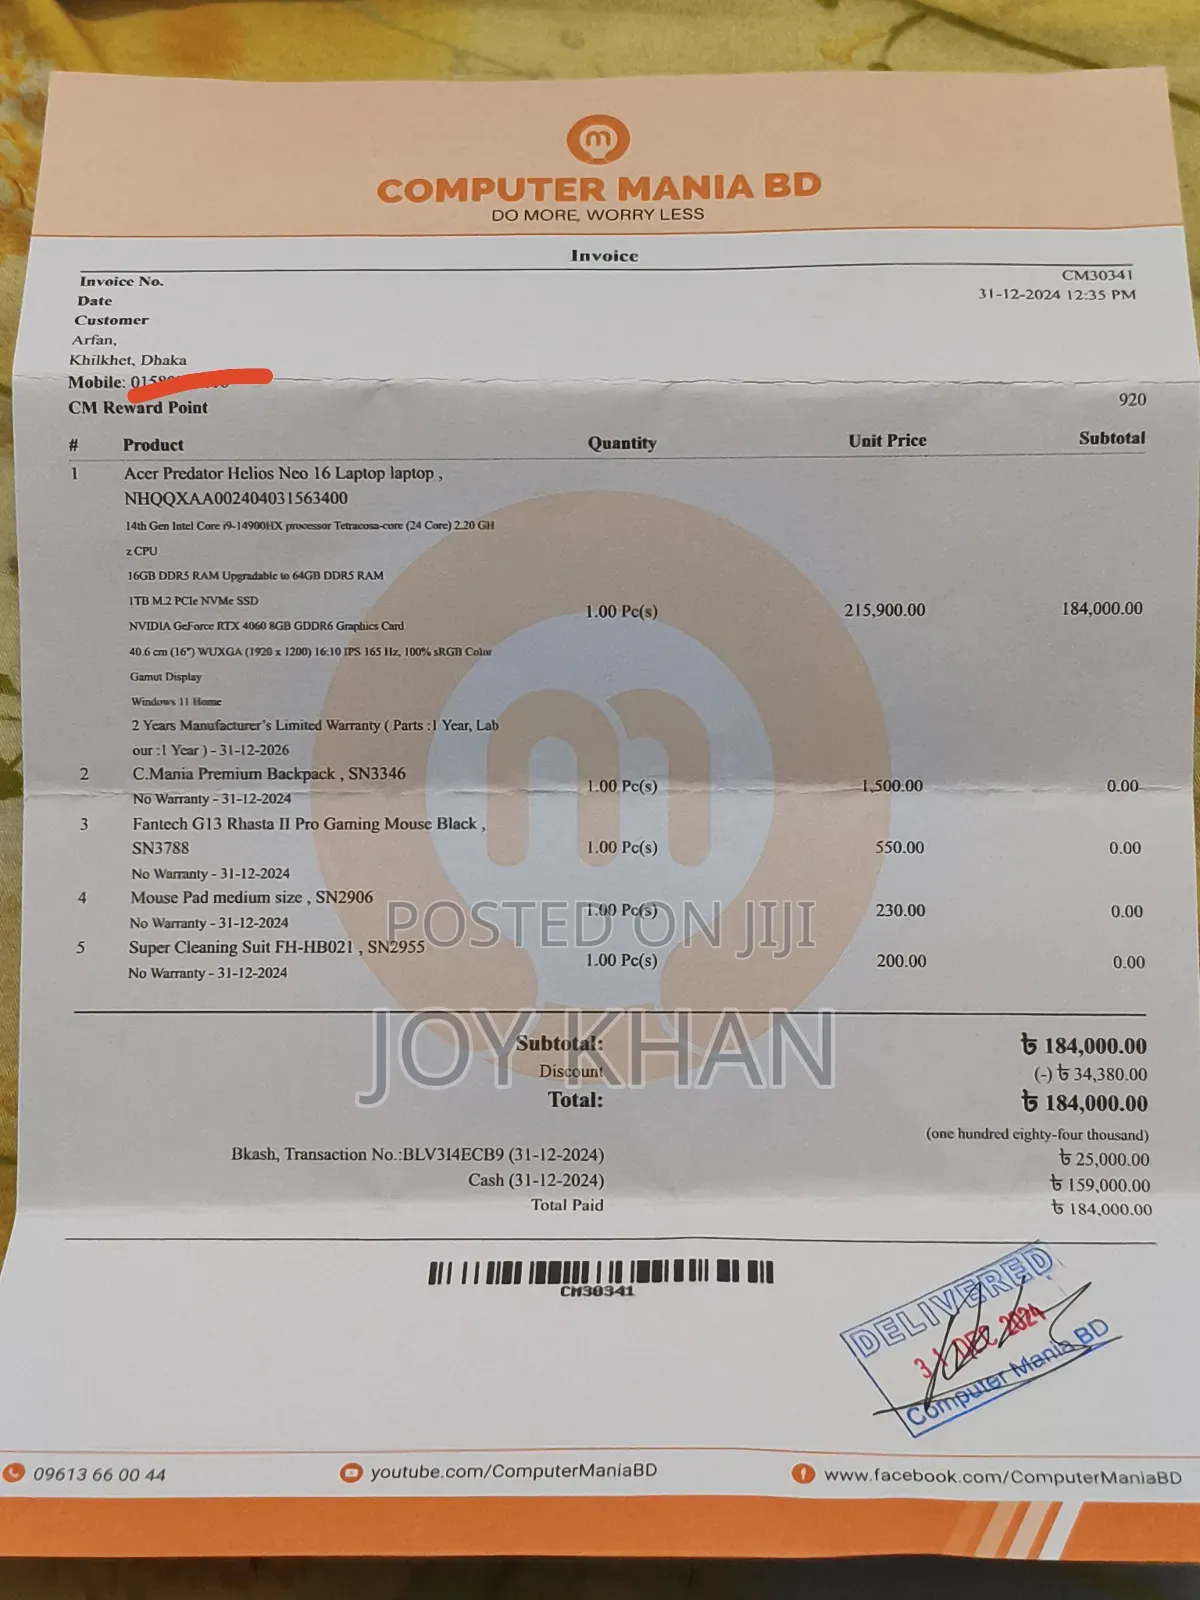 COMPUTER MANIA BD
DO MORE, WORRY LESS
Invoice
Invoice No. CM30341
Date 31-12-2024 12:35 PM
Customer
Arfan,
Khilkhet, Dhaka
Mobile:
CM Reward Point 920
# Product Quantity Unit Price Subtotal
1 Acer Predator Helios Neo 16 Laptop laptop ,
NHQQXAA002404031563400
14th Gen Intel Core i9-14900HX processor Tetracosa-core (24 Core) 2.20 GH
z CPU
16GB DDR5 RAM Upgradable to 64GB DDR5 RAM
1TB M.2 PCIe NVMe SSD
1.00 Pc(s) 215,900.00 184,000.00
NVIDIA GeForce RTX 4060 8GB GDDR6 Graphics Card
40.6 cm (16") WUXGA (1920 x 1200) 16:10 IPS 165 Hz, 100% sRGB Color
Gamut Display
Windows 11 Home
2 Years Manufacturer's Limited Warranty ( Parts :1 Year, Lab
our :1 Year ) - 31-12-2026
2 C.Mania Premium Backpack , SN3346
1.00 Pc(s) 1,500.00 0.00
No Warranty - 31-12-2024
3 Fantech G13 Rhasta II Pro Gaming Mouse Black ,
SN3788 1.00 Pc(s) 550.00 0.00
No Warranty - 31-12-2024
4 Mouse Pad medium size , SN2906
1.00 Pc(s) 230.00 0.00
No Warranty - 31-12-2024
5 Super Cleaning Suit FH-HB021 , SN2955
1.00 Pc(s) 200.00 0.00
No Warranty - 31-12-2024
POSTED ON JIJI
JOY KHAN
Subtotal: ৳ 184,000.00
Discount (-) ৳ 34,380.00
Total: ৳ 184,000.00
(one hundred eighty-four thousand)
Bkash, Transaction No.:BLV3I4ECB9 (31-12-2024) ৳ 25,000.00
Cash (31-12-2024) ৳ 159,000.00
Total Paid ৳ 184,000.00
CM30341
DELIVERED
31 DEC 2024
Computer Mania BD
09613 66 00 44 youtube.com/ComputerManiaBD www.facebook.com/ComputerManiaBD